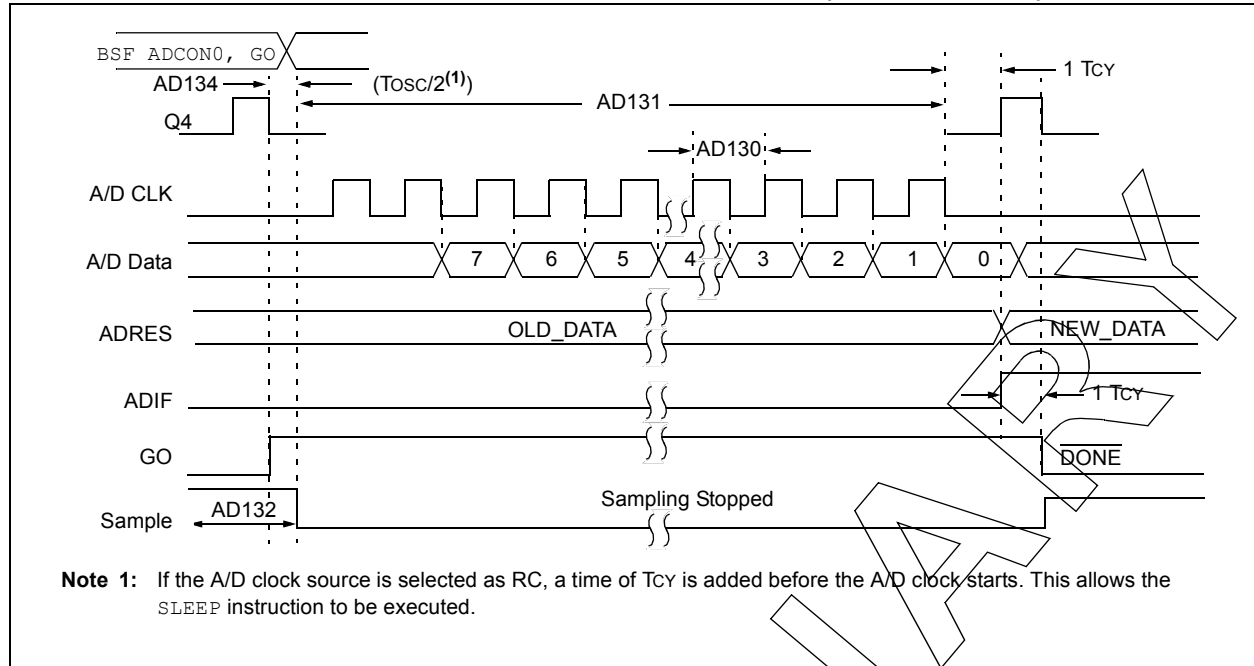 BSF ADCON0, GO
AD134
(TOSC/2(1))
AD131
1 TCY
Q4
AD130
A/D CLK
A/D Data
7
6
5
4
3
2
1
0
ADRES
OLD_DATA
NEW_DATA
ADIF
1 TCY
GO
DONE
Sample
AD132
Sampling Stopped
Note 1: If the A/D clock source is selected as RC, a time of TCY is added before the A/D clock starts. This allows the
SLEEP instruction to be executed.